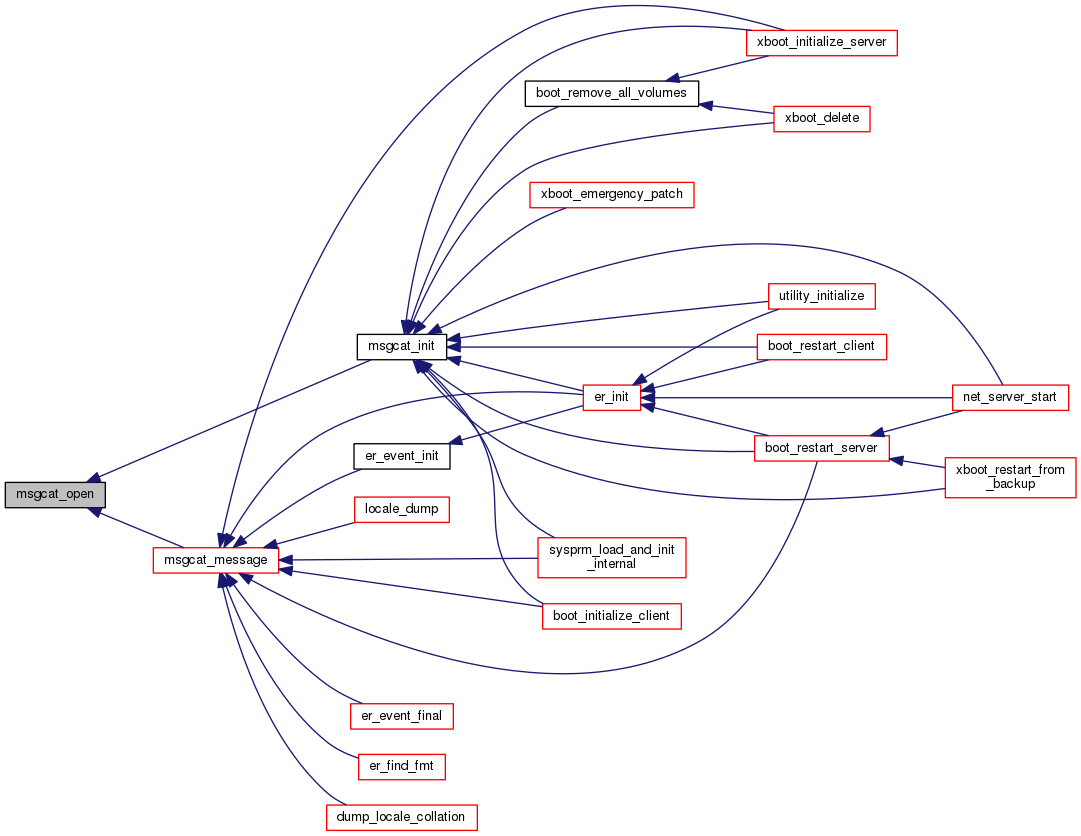 xboot_initialize_server
boot_remove_all_volumes
xboot_delete
xboot_emergency_patch
utility_initialize
msgcat_init
boot_restart_client
er_init
net_server_start
er_event_init
boot_restart_server
xboot_restart_from
_backup
msgcat_open
locale_dump
msgcat_message
sysprm_load_and_init
_internal
boot_initialize_client
er_event_final
er_find_fmt
dump_locale_collation